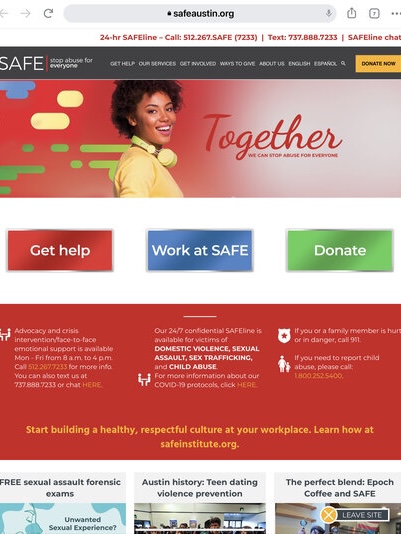 safeaustin.org
7
24-hr SAFEline – Call: 512.267.SAFE (7233) | Text: 737.888.7233 | SAFEline chat
SAFE stop abuse for everyone
GET HELP OUR SERVICES GET INVOLVED WAYS TO GIVE ABOUT US ENGLISH ESPAÑOL
DONATE NOW
Together
WE CAN STOP ABUSE FOR EVERYONE
Get help
Work at SAFE
Donate
Advocacy and crisis
intervention/face-to-face
emotional support is available
Mon - Fri from 8 a.m. to 4 p.m.
Call 512.267.7233 for more info.
You can also text us at
737.888.7233 or chat HERE.
Our 24/7 confidential SAFEline is
available for victims of
DOMESTIC VIOLENCE, SEXUAL
ASSAULT, SEX TRAFFICKING,
and CHILD ABUSE.
For more information about our
COVID-19 protocols, click HERE.
If you or a family member is hurt
or in danger, call 911.
If you need to report child
abuse, please call:
1.800.252.5400.
Start building a healthy, respectful culture at your workplace. Learn how at
safeinstitute.org.
FREE sexual assault forensic
exams
Austin history: Teen dating
violence prevention
The perfect blend: Epoch
Coffee and SAFE
Unwanted
Sexual Experience?
LEAVE SITE